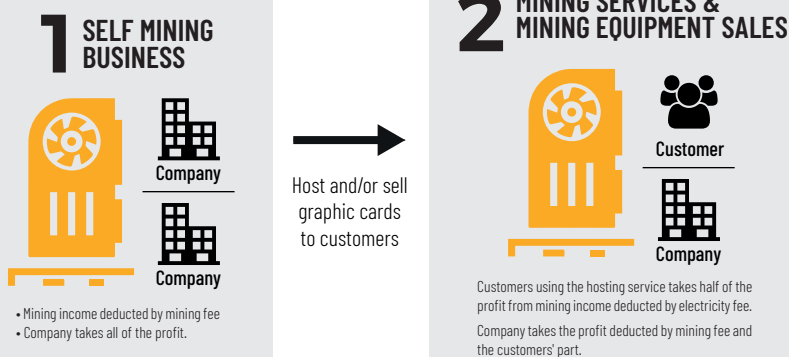 1 SELF MINING
BUSINESS
Company
Company
• Mining income deducted by mining fee
• Company takes all of the profit.
Host and/or sell
graphic cards
to customers
2 MINING SERVICES &
MINING EQUIPMENT SALES
Customer
Company
Customers using the hosting service takes half of the
profit from mining income deducted by electricity fee.
Company takes the profit deducted by mining fee and
the customers' part.